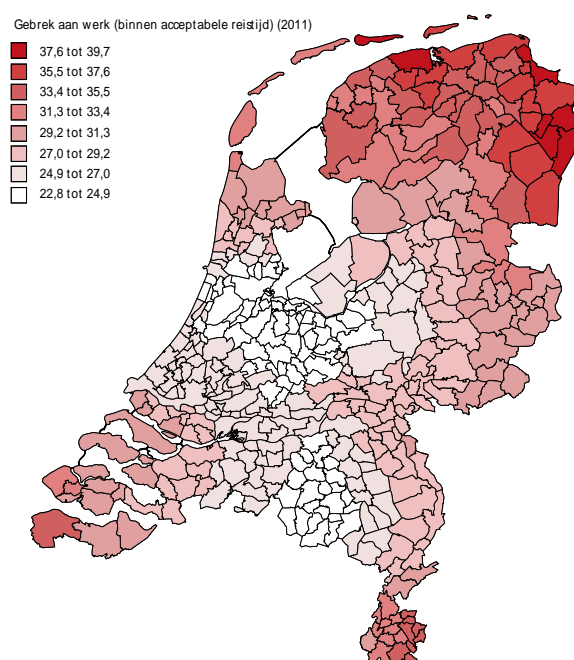 Gebrek aan werk (binnen acceptabele reistijd) (2011)
37,6 tot 39,7
35,5 tot 37,6
33,4 tot 35,5
31,3 tot 33,4
29,2 tot 31,3
27,0 tot 29,2
24,9 tot 27,0
22,8 tot 24,9